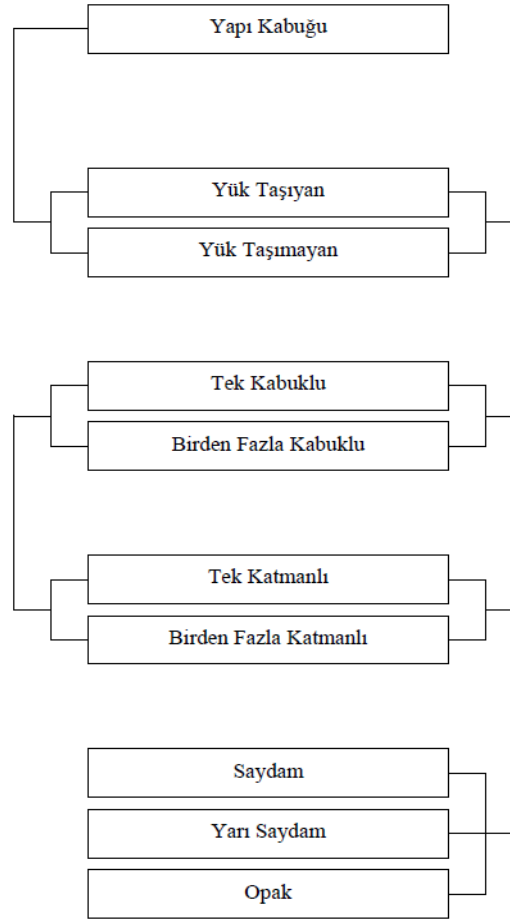 Yapı Kabuğu
Yük Taşıyan
Yük Taşımayan
Tek Kabuklu
Birden Fazla Kabuklu
Tek Katmanlı
Birden Fazla Katmanlı
Saydam
Yarı Saydam
Opak